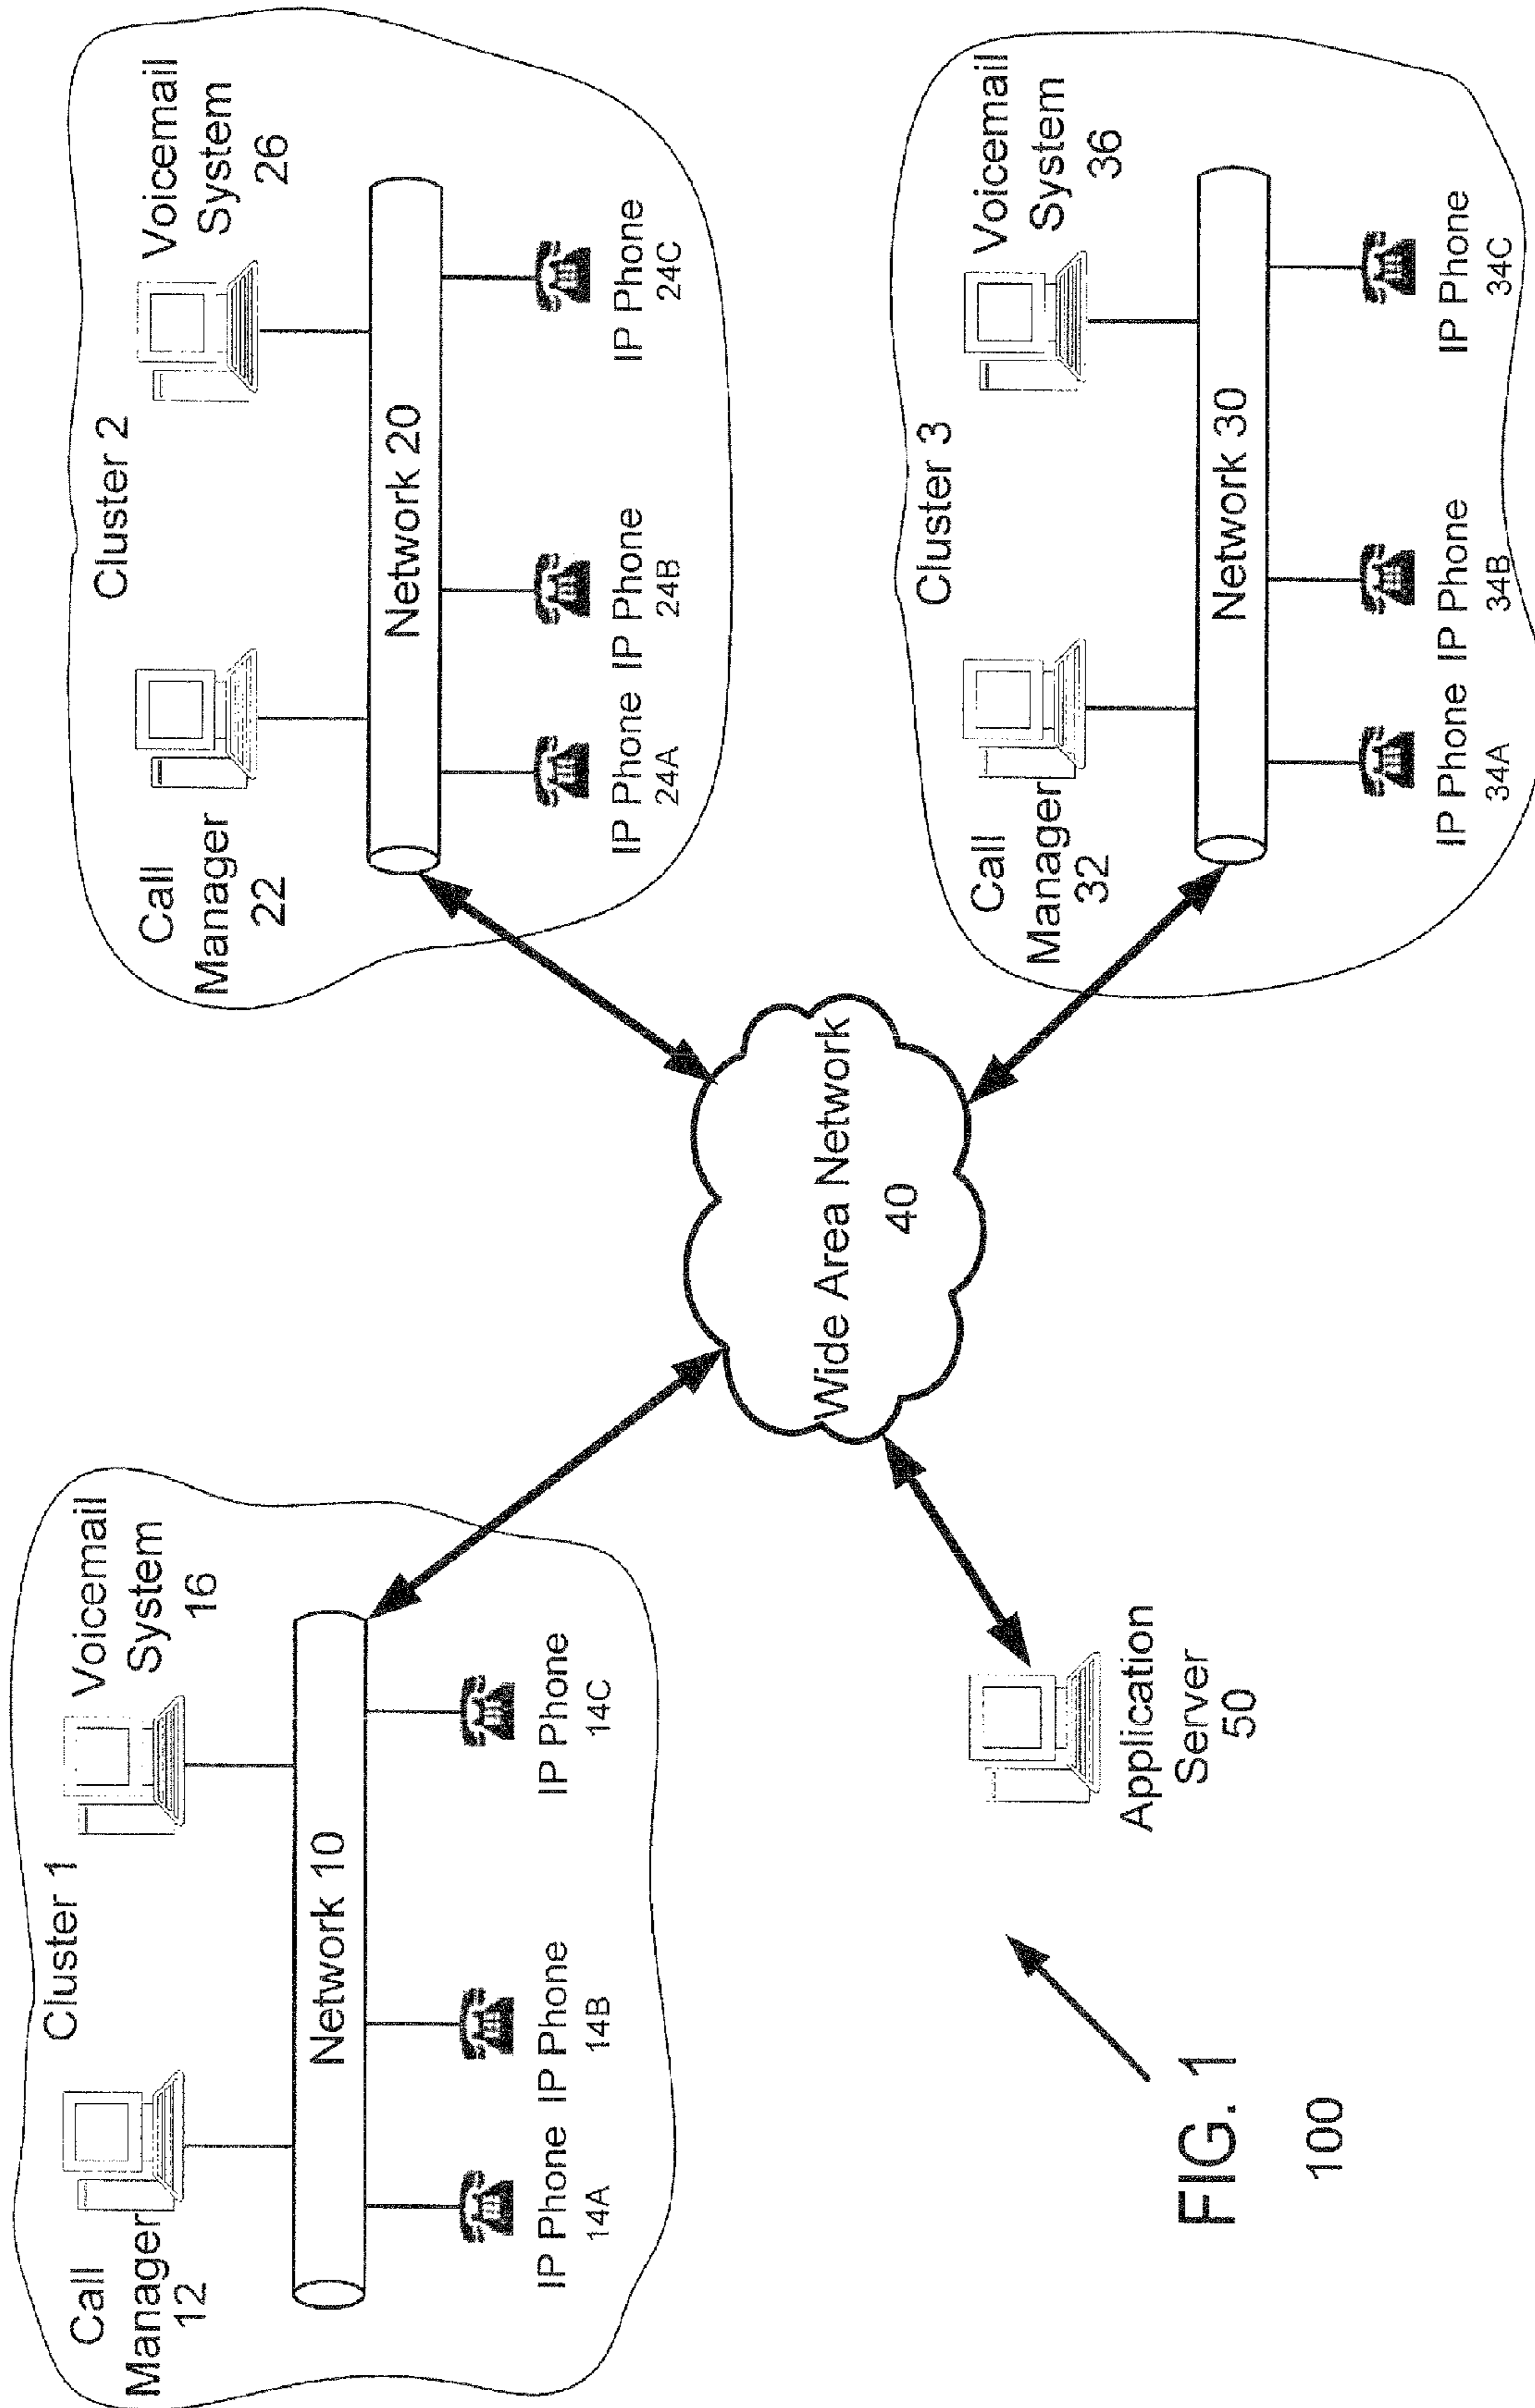 Cluster 1
Call
Manager
12
Voicemail
System
16
Network 10
IP Phone
14A
IP Phone
14B
IP Phone
14C
Cluster 2
Call
Manager
22
Voicemail
System
26
Network 20
IP Phone
24A
IP Phone
24B
IP Phone
24C
Wide Area Network
40
Cluster 3
Call
Manager
32
Voicemail
System
36
Network 30
IP Phone
34A
IP Phone
34B
IP Phone
34C
Application
Server
50
FIG. 1
100